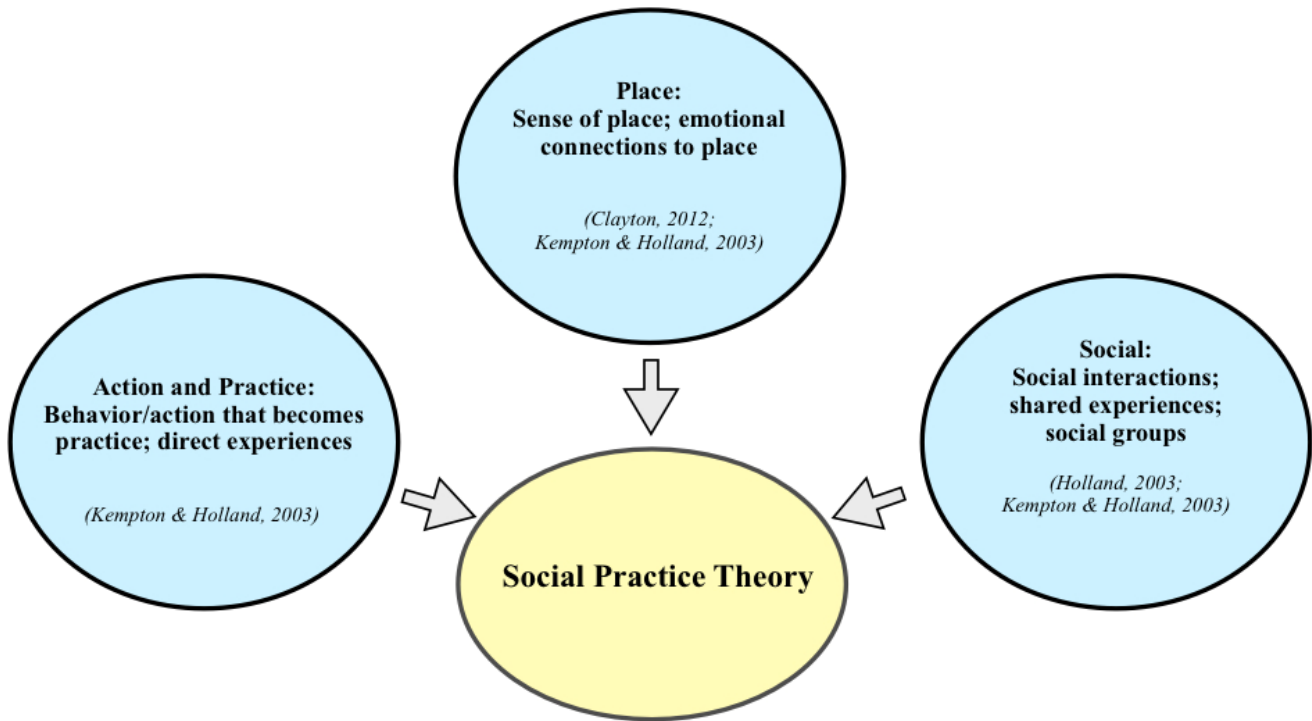 Place:
Sense of place; emotional
connections to place
(Clayton, 2012;
Kempton & Holland, 2003)
Action and Practice:
Behavior/action that becomes
practice; direct experiences
(Kempton & Holland, 2003)
Social:
Social interactions;
shared experiences;
social groups
(Holland, 2003;
Kempton & Holland, 2003)
Social Practice Theory